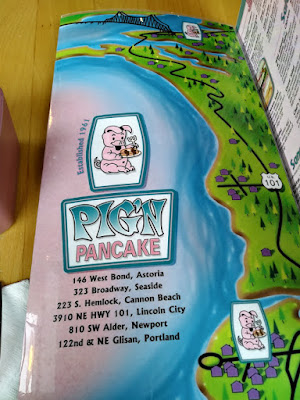 Established 1961
PIG'N
PANCAKE
146 West Bond, Astoria
323 Broadway, Seaside
223 S. Hemlock, Cannon Beach
3910 NE HWY 101, Lincoln City
810 SW Alder, Newport
122nd & NE Glisan, Portland
101